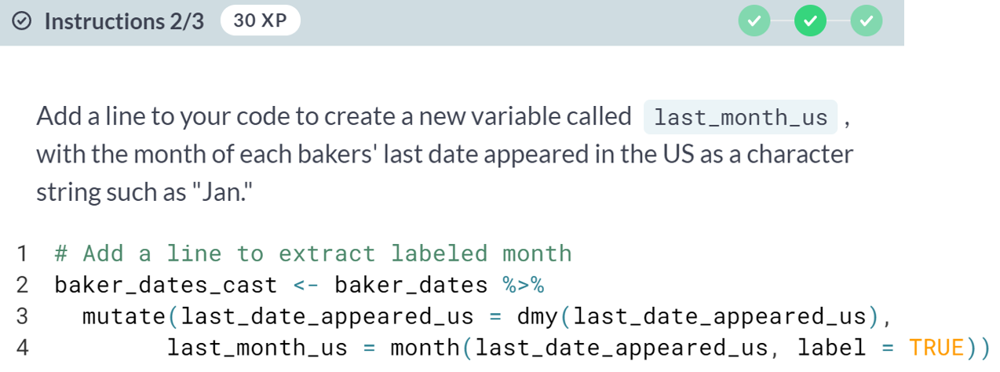 Instructions 2/3 30 XP
Add a line to your code to create a new variable called last_month_us ,
with the month of each bakers' last date appeared in the US as a character
string such as "Jan."
1 # Add a line to extract labeled month
2 baker_dates_cast <- baker_dates %>%
3   mutate(last_date_appeared_us = dmy(last_date_appeared_us),
4         last_month_us = month(last_date_appeared_us, label = TRUE))